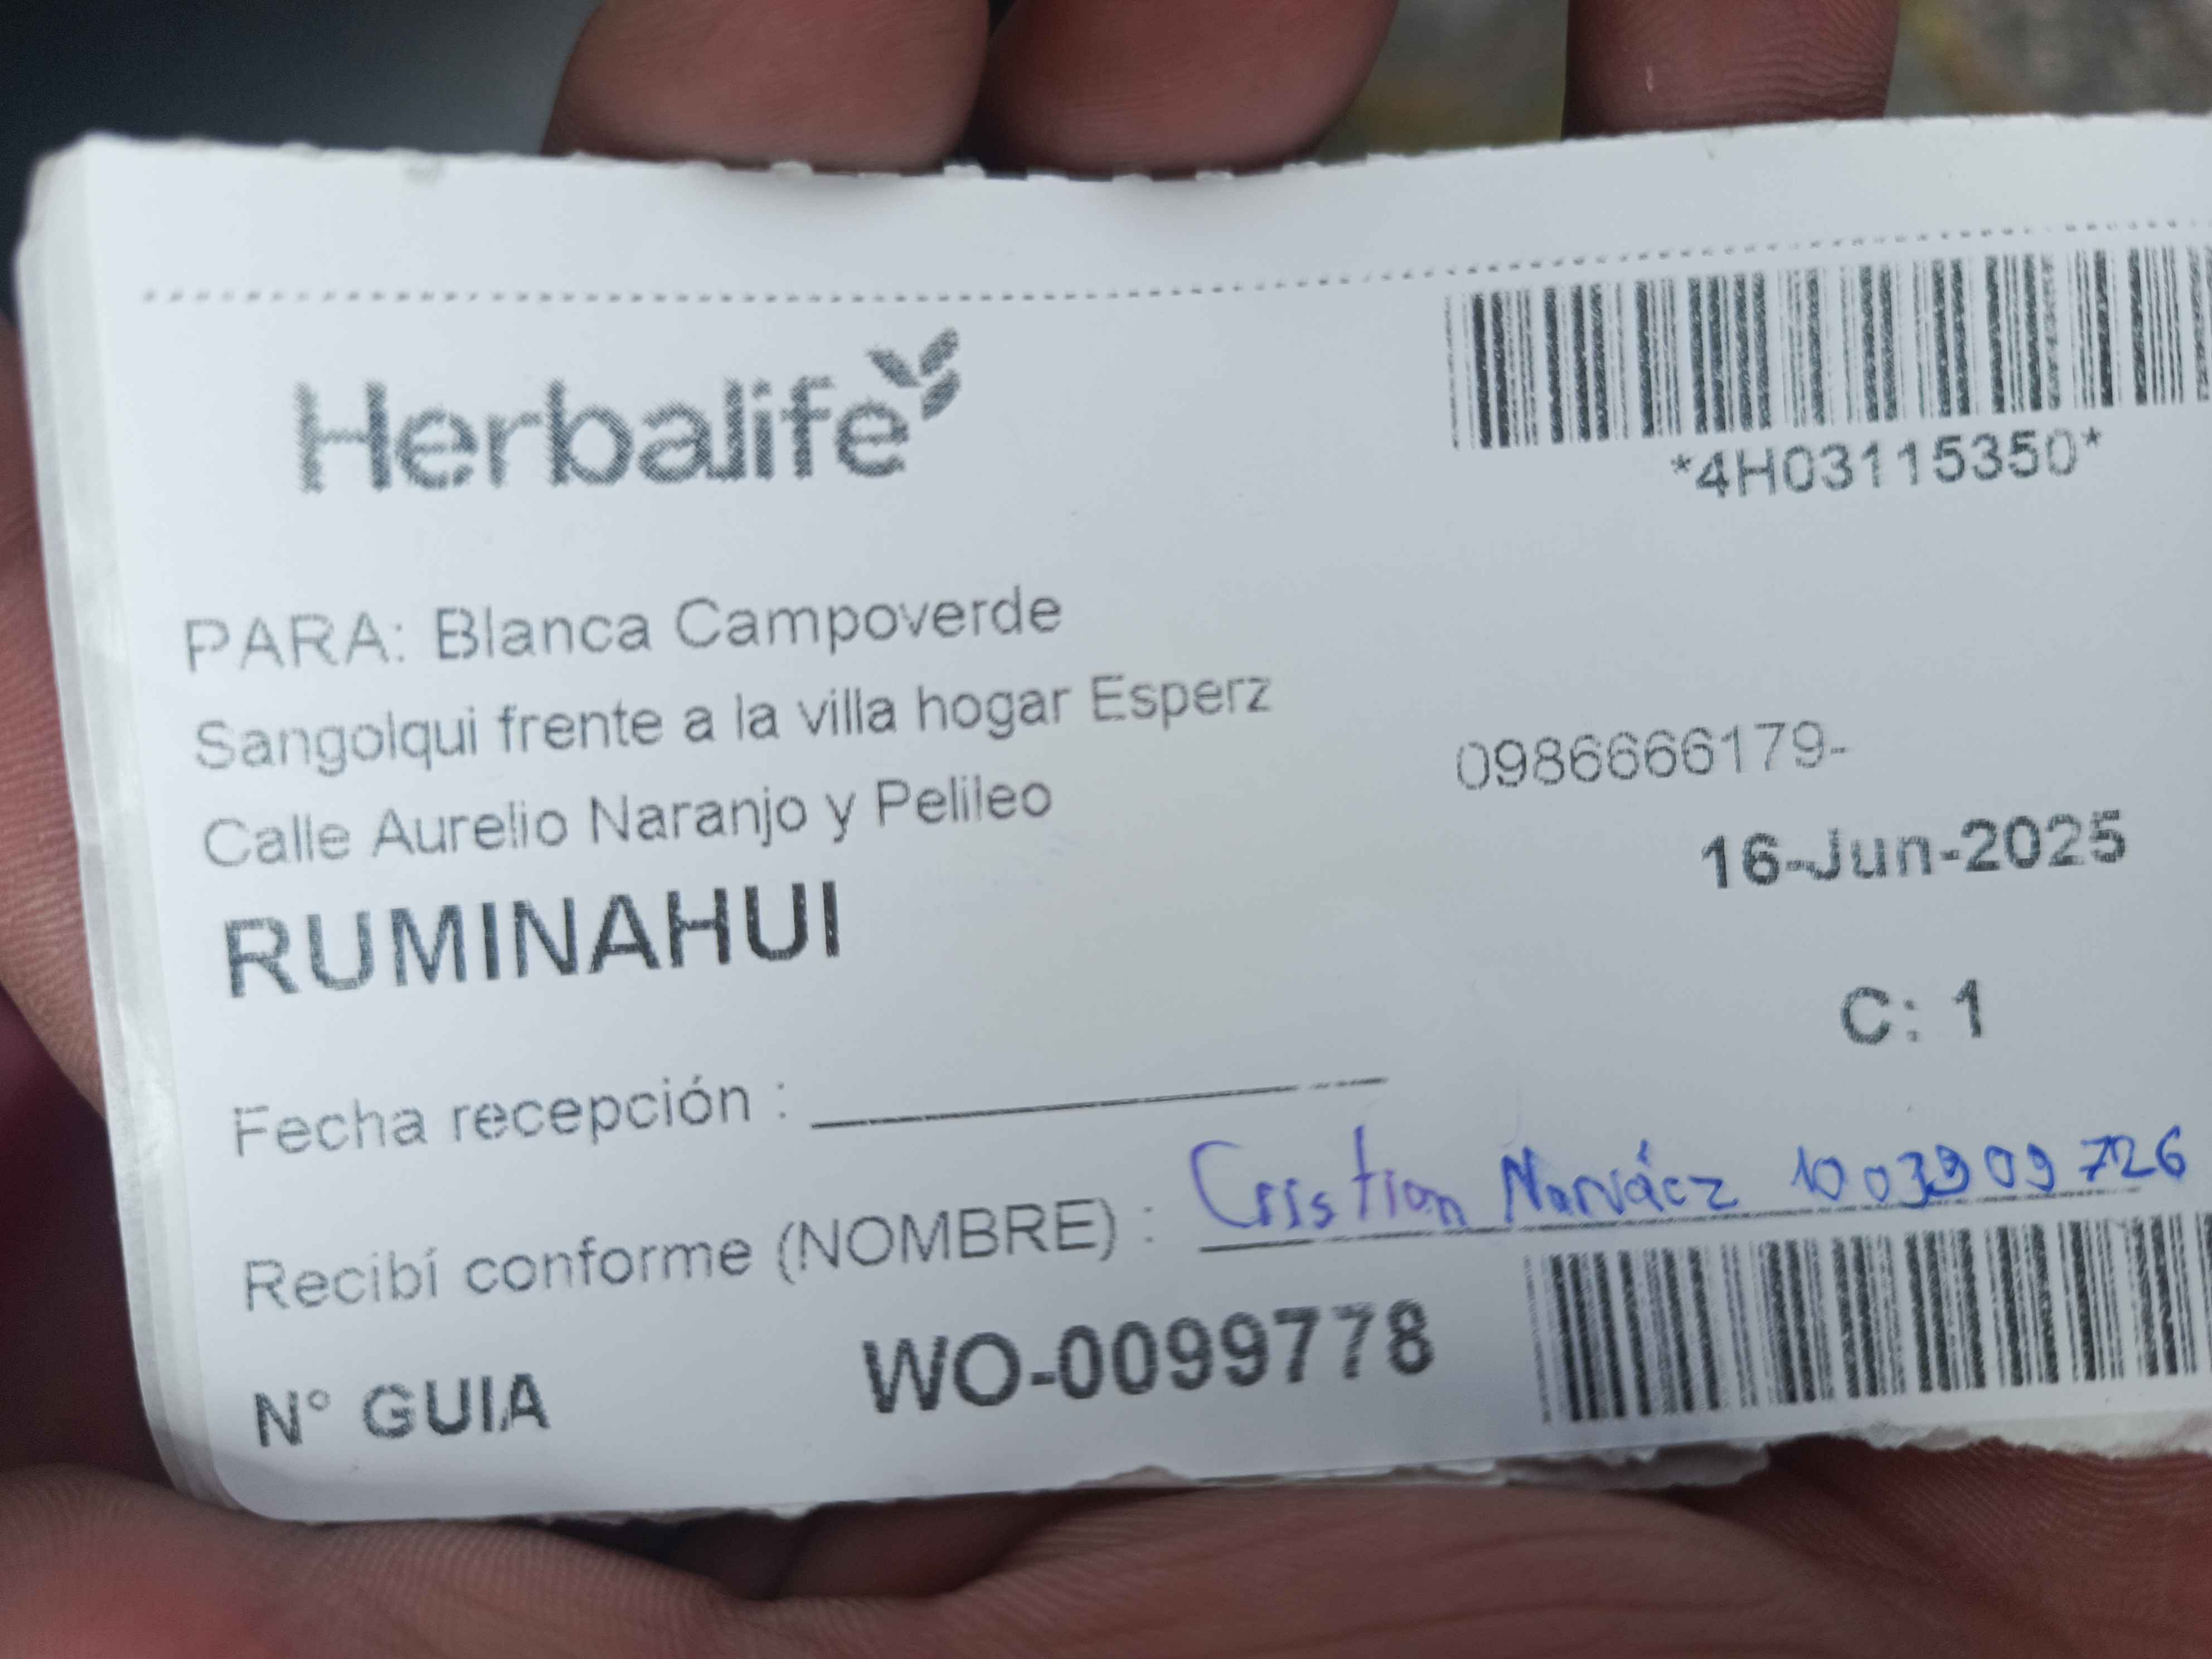 Herbalife
*4H03115350*
PARA: Blanca Campoverde
Sangolqui frente a la villa hogar Esperz
0986666179-
Calle Aurelio Naranjo y Pelileo
16-Jun-2025
RUMINAHUI
C: 1
Fecha recepción :
Recibí conforme (NOMBRE) : Cristian Narváez 1003909726
N° GUIA WO-0099778